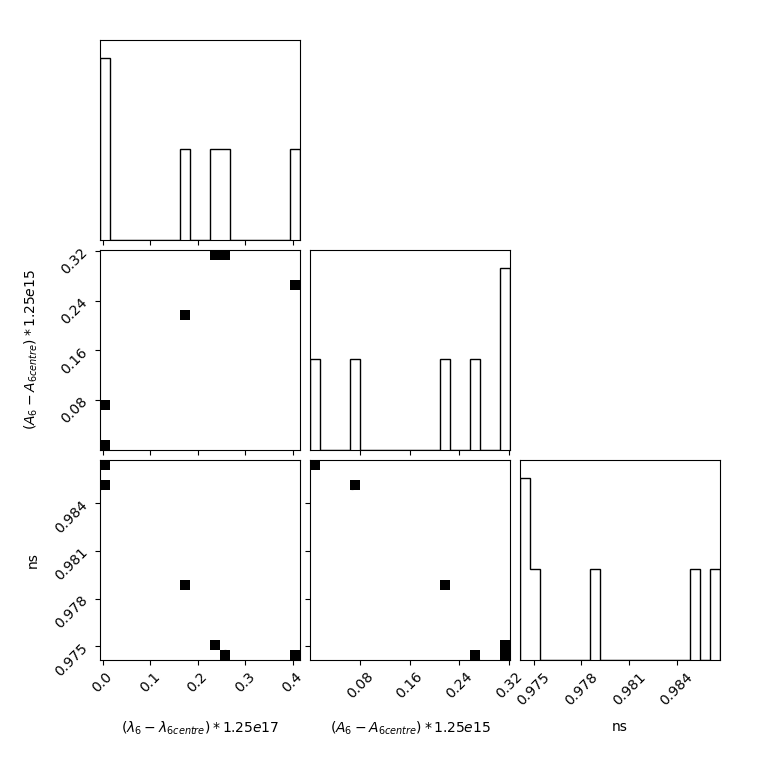 0.32
0.24
0.16
0.08
(A₆ − A₆centre) * 1.25e15
0.984
0.981
0.978
0.975
ns
0.0 0.1 0.2 0.3 0.4
0.08 0.16 0.24 0.32
0.975 0.978 0.981 0.984
(λ₆ − λ₆centre) * 1.25e17
(A₆ − A₆centre) * 1.25e15
ns